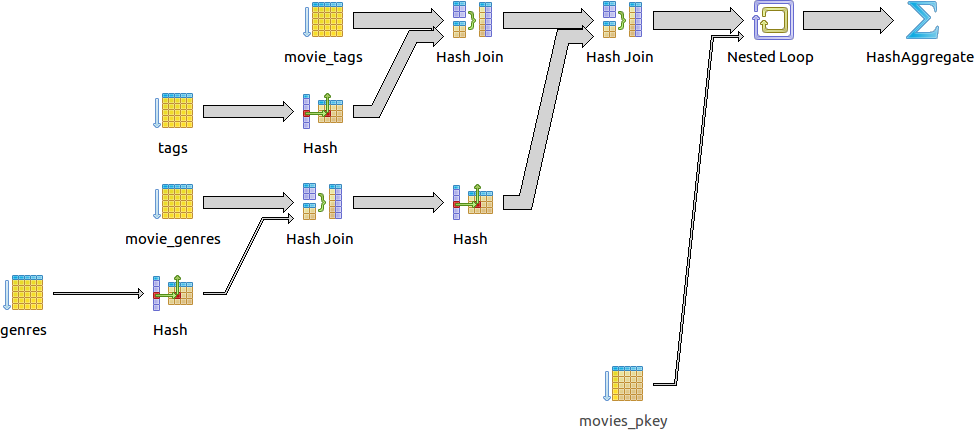 movie_tags
Hash Join
Hash Join
Nested Loop
HashAggregate
tags
Hash
movie_genres
Hash Join
Hash
genres
Hash
movies_pkey